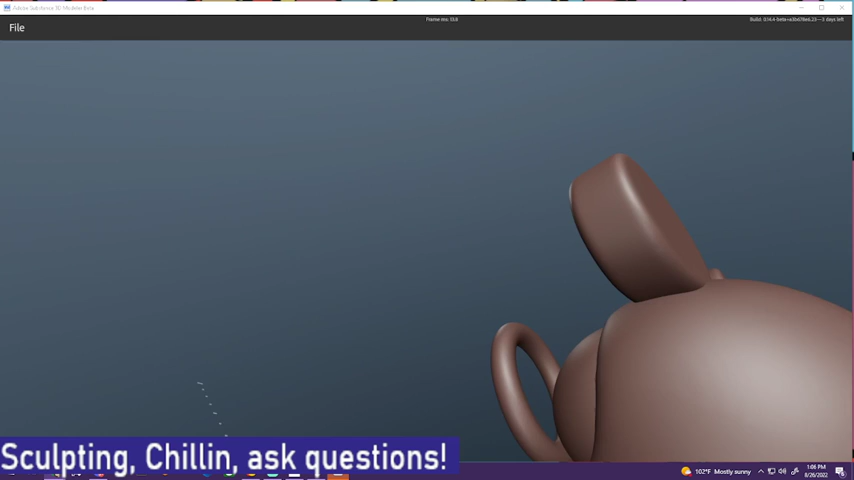 Adobe Substance 3D Modeler Beta
File
Frame ms: 13.6
Sculpting, Chillin, ask questions!
102°F Mostly sunny
1:06 PM
8/26/2022